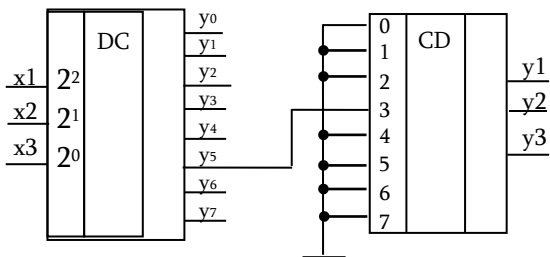 DC
x1 2²
x2 2¹
x3 2⁰
y₀
y₁
y₂
y₃
y₄
y₅
y₆
y₇
CD
0
1
2
3
4
5
6
7
y1
y2
y3